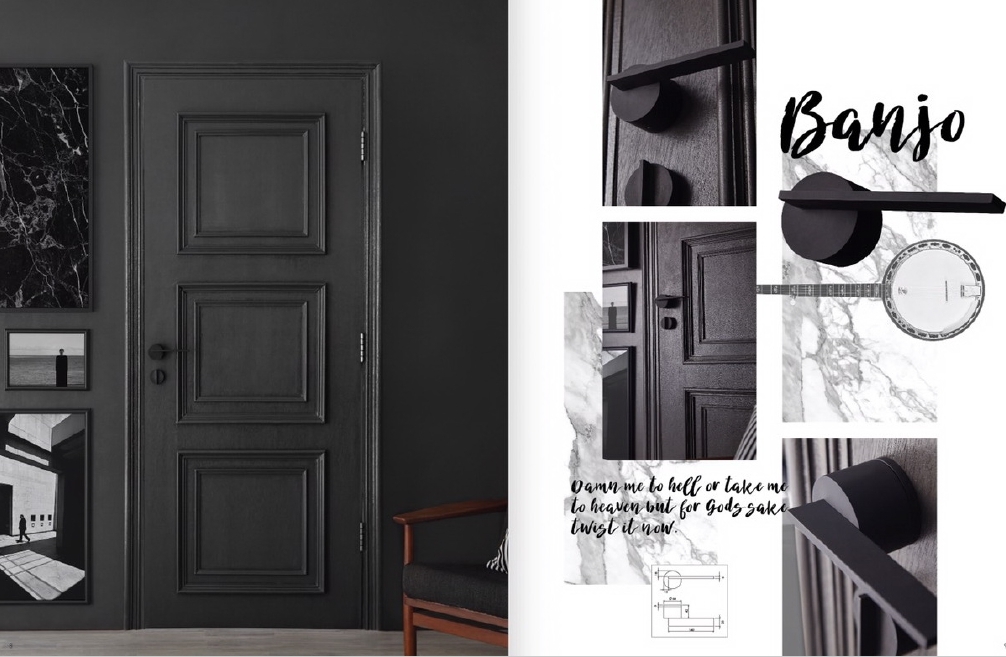 Banjo
Damn me to hell or take me
to heaven but for Gods sake
twist it now.